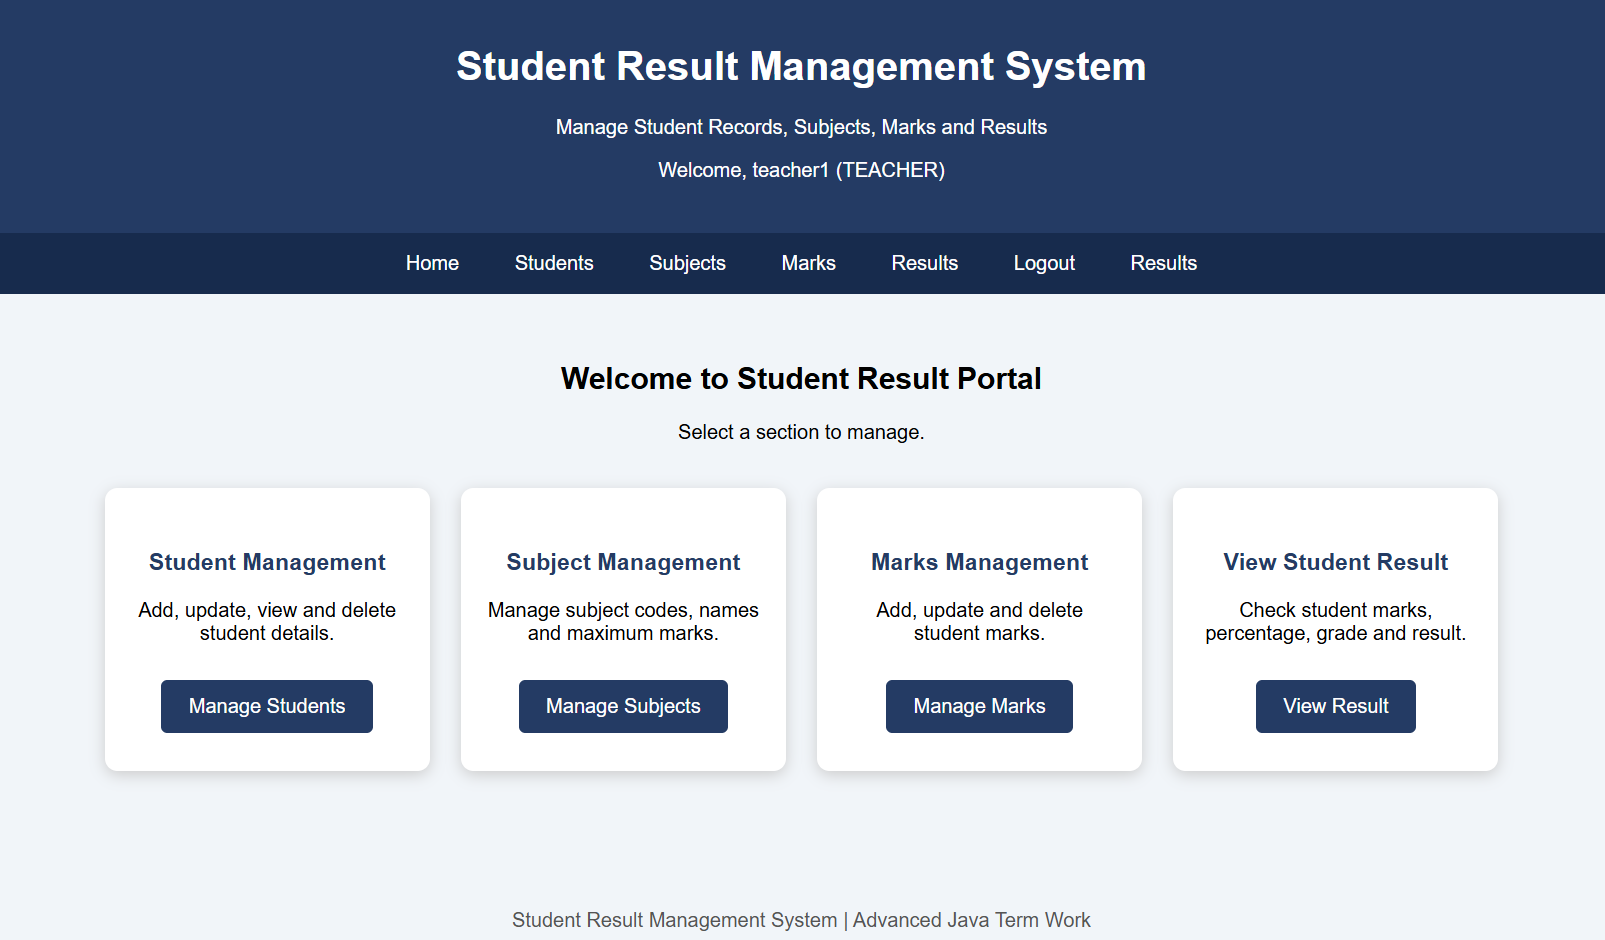 Student Result Management System
Manage Student Records, Subjects, Marks and Results
Welcome, teacher1 (TEACHER)
Home Students Subjects Marks Results Logout Results
Welcome to Student Result Portal
Select a section to manage.
Student Management
Add, update, view and delete
student details.
Manage Students
Subject Management
Manage subject codes, names
and maximum marks.
Manage Subjects
Marks Management
Add, update and delete
student marks.
Manage Marks
View Student Result
Check student marks,
percentage, grade and result.
View Result
Student Result Management System | Advanced Java Term Work